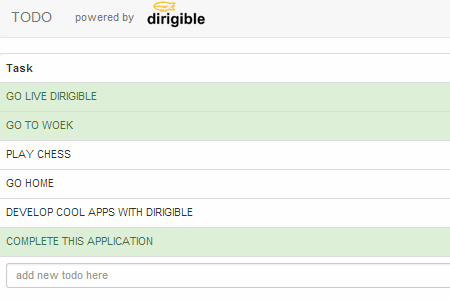 TODO powered by dirigible
Task
GO LIVE DIRIGIBLE
GO TO WOEK
PLAY CHESS
GO HOME
DEVELOP COOL APPS WITH DIRIGIBLE
COMPLETE THIS APPLICATION
add new todo here